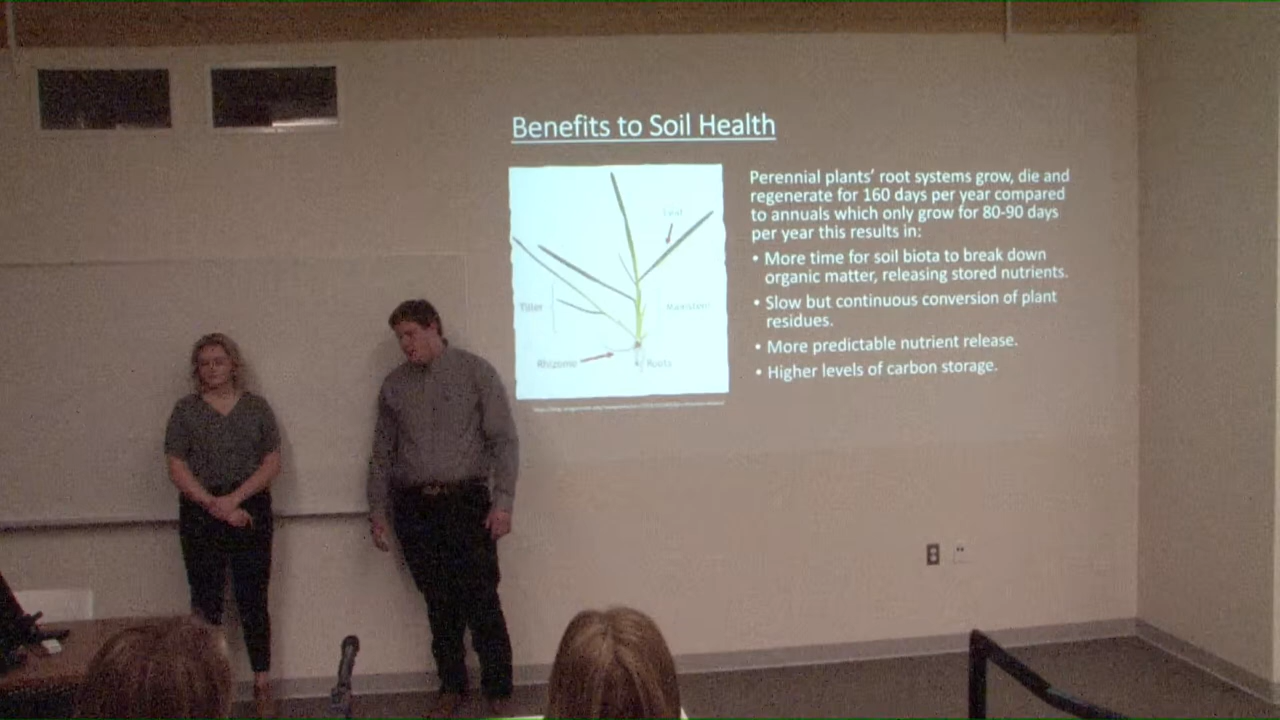 Benefits to Soil Health
Perennial plants' root systems grow, die and
regenerate for 160 days per year compared
to annuals which only grow for 80-90 days
per year this results in:
• More time for soil biota to break down
organic matter, releasing stored nutrients.
• Slow but continuous conversion of plant
residues.
• More predictable nutrient release.
• Higher levels of carbon storage.
Leaf
Tiller
Mainstem
Rhizome
Roots